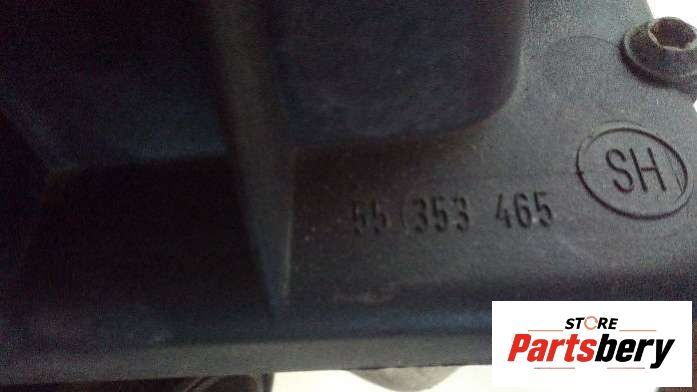 SH
55 353 465
STORE
Partsbery